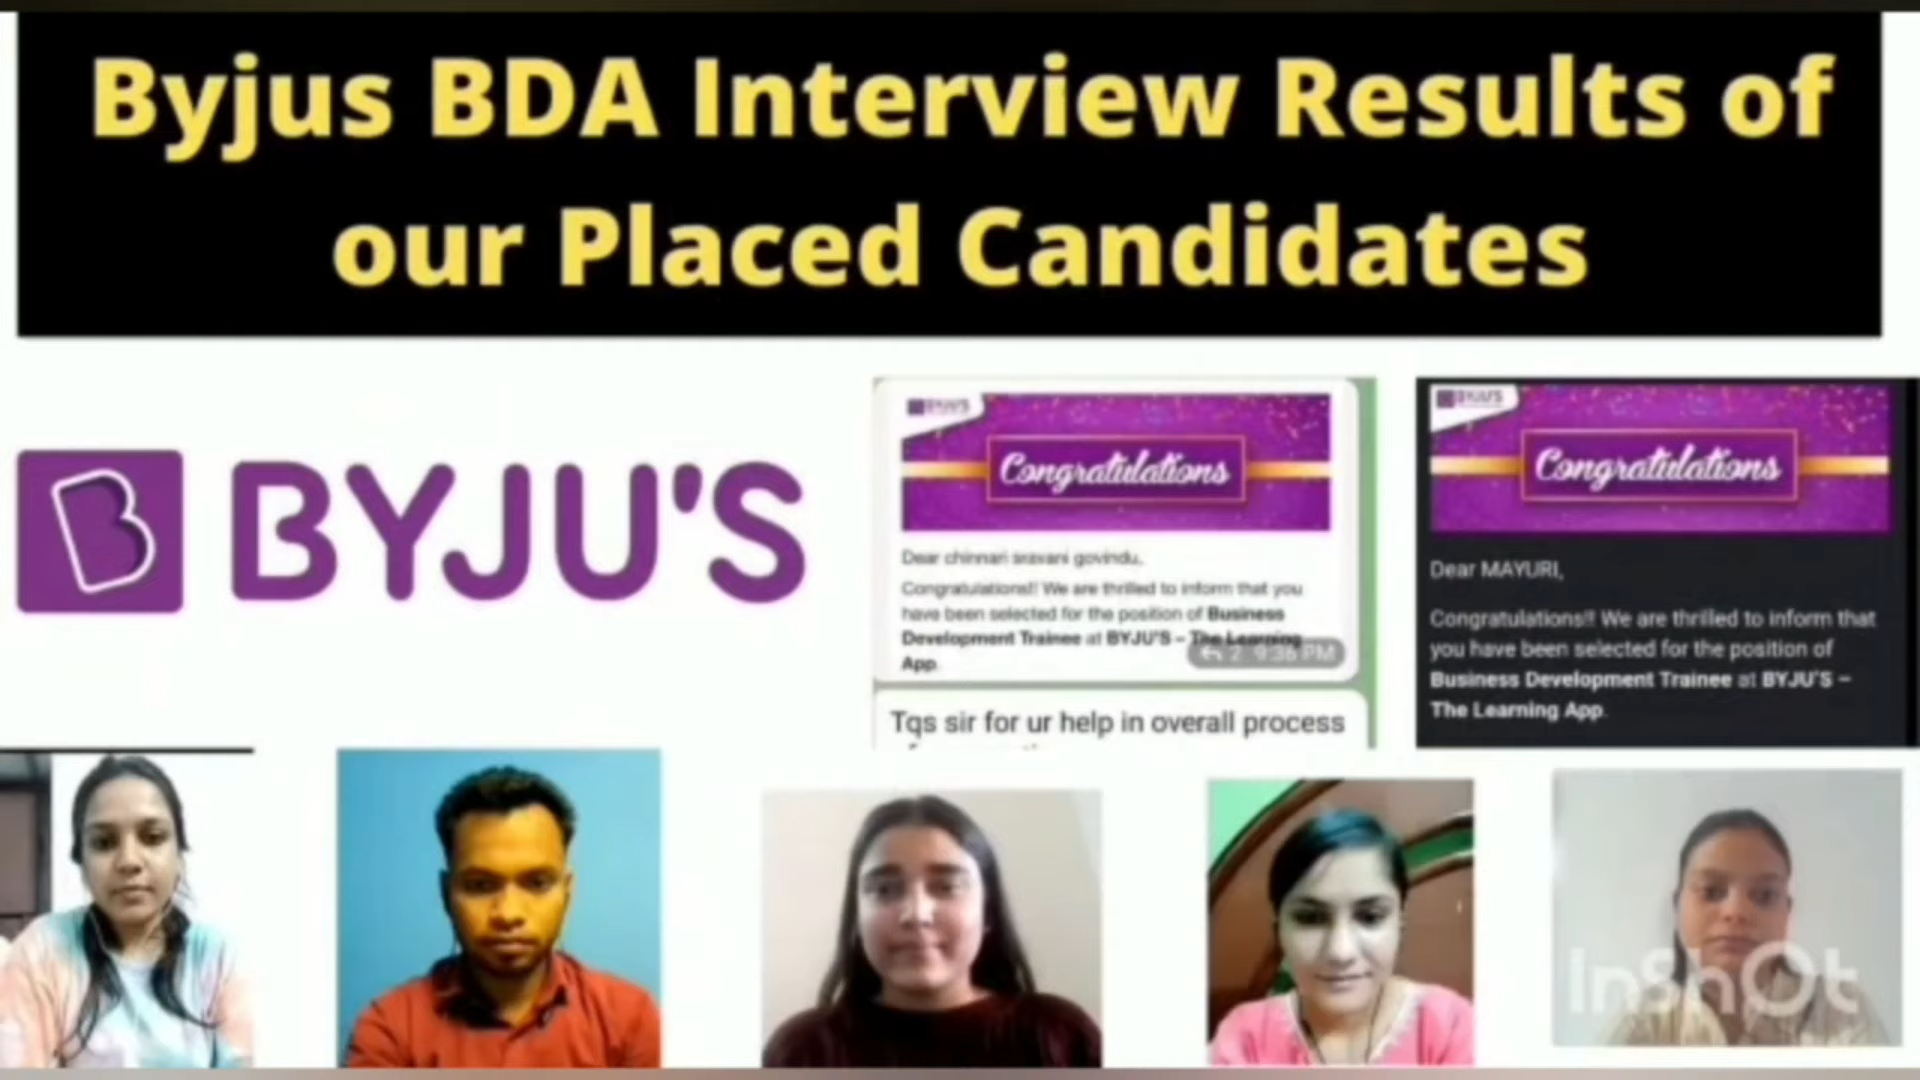 Byjus BDA Interview Results of
our Placed Candidates
BYJU'S
BYJU'S
Congratulations
Dear chinnari sravani govindu,
Congratulations!! We are thrilled to inform that you
have been selected for the position of Business
Development Trainee at BYJU'S – The Learning
App.
2 9:36 PM
Tqs sir for ur help in overall process
BYJU'S
Congratulations
Dear MAYURI,
Congratulations!! We are thrilled to inform that
you have been selected for the position of
Business Development Trainee at BYJU'S –
The Learning App.
InShOt